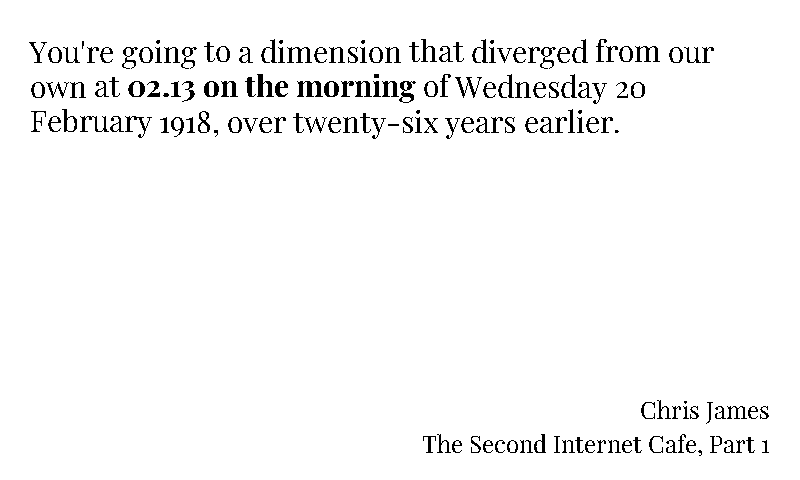 You're going to a dimension that diverged from our
own at 02.13 on the morning of Wednesday 20
February 1918, over twenty-six years earlier.
Chris James
The Second Internet Cafe, Part 1